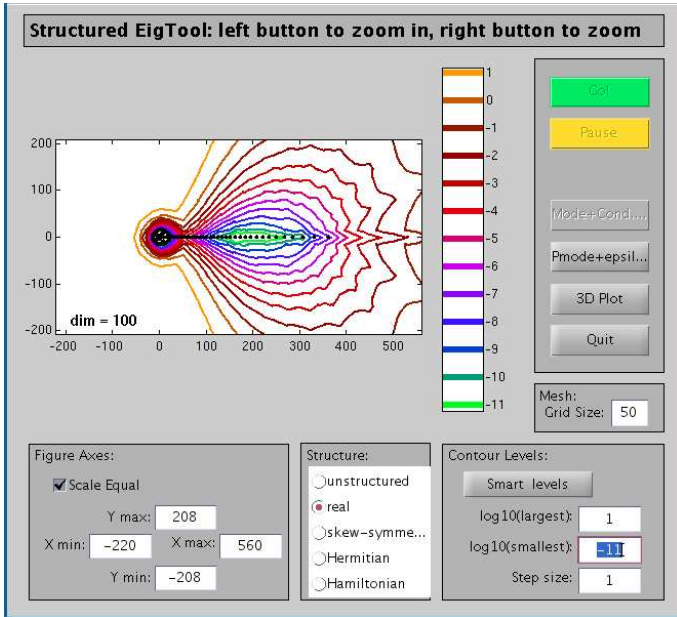 Structured EigTool: left button to zoom in, right button to zoom
Go!
Pause
Mode+Cond....
Pmode+epsil...
3D Plot
Quit
1
0
-1
-2
-3
-4
-5
-6
-7
-8
-9
-10
-11
200
100
0
-100
-200
dim = 100
-200 -100 0 100 200 300 400 500
Mesh:
Grid Size: 50
Figure Axes:
Scale Equal
Y max: 208
X min: -220 X max: 560
Y min: -208
Structure:
unstructured
real
skew-symme...
Hermitian
Hamiltonian
Contour Levels:
Smart levels
log10(largest): 1
log10(smallest): -11
Step size: 1